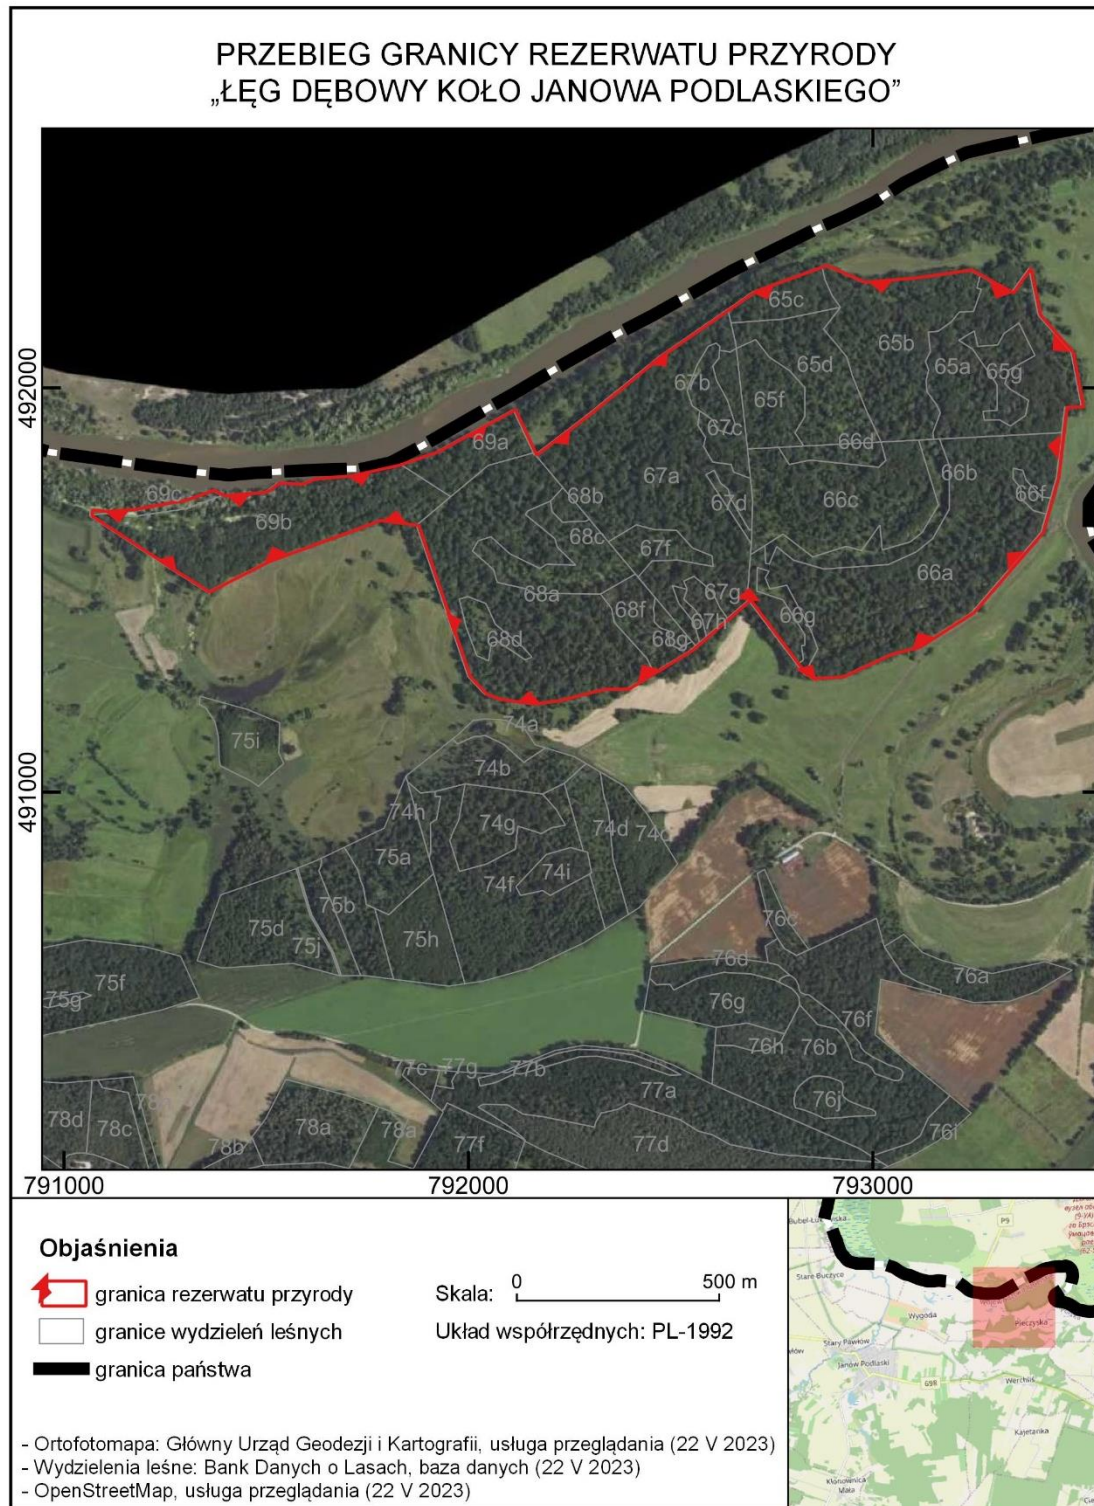 PRZEBIEG GRANICY REZERWATU PRZYRODY
„ŁĘG DĘBOWY KOŁO JANOWA PODLASKIEGO”
65c
65b
65d
65a
65g
67b
65f
67c
66d
69a
66b
67a
69c
68b
66c
66f
67d
69b
68c
67f
66a
68a
67g
68f
67h
66g
68g
68d
74a
75i
74b
74h
74g
74d
74c
75a
74i
74f
75b
76c
75d
75h
75j
76d
76a
75f
75g
76g
76f
76h
76b
77c
77g
77b
77a
76j
78d
78c
78a
78a
78b
77f
77d
76i
492000
491000
791000
792000
793000
Objaśnienia
granica rezerwatu przyrody
granice wydzieleń leśnych
granica państwa
Skala:
0
500 m
Układ współrzędnych: PL-1992
- Ortofotomapa: Główny Urząd Geodezji i Kartografii, usługa przeglądania (22 V 2023)
- Wydzielenia leśne: Bank Danych o Lasach, baza danych (22 V 2023)
- OpenStreetMap, usługa przeglądania (22 V 2023)
P9
Stare Buczyce
Wygoda
Pieczyska
Stary Pawłów
Janów Podlaski
698
Werchliś
Kajetanka
Klonownica
Mała